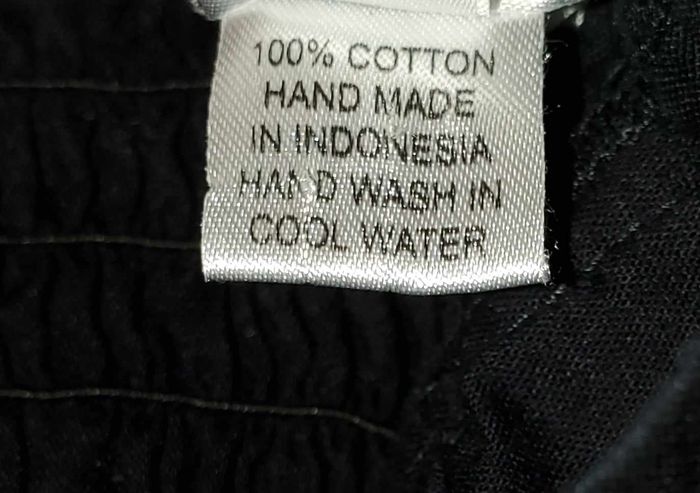 100% COTTON
HAND MADE
IN INDONESIA
HAND WASH IN
COOL WATER